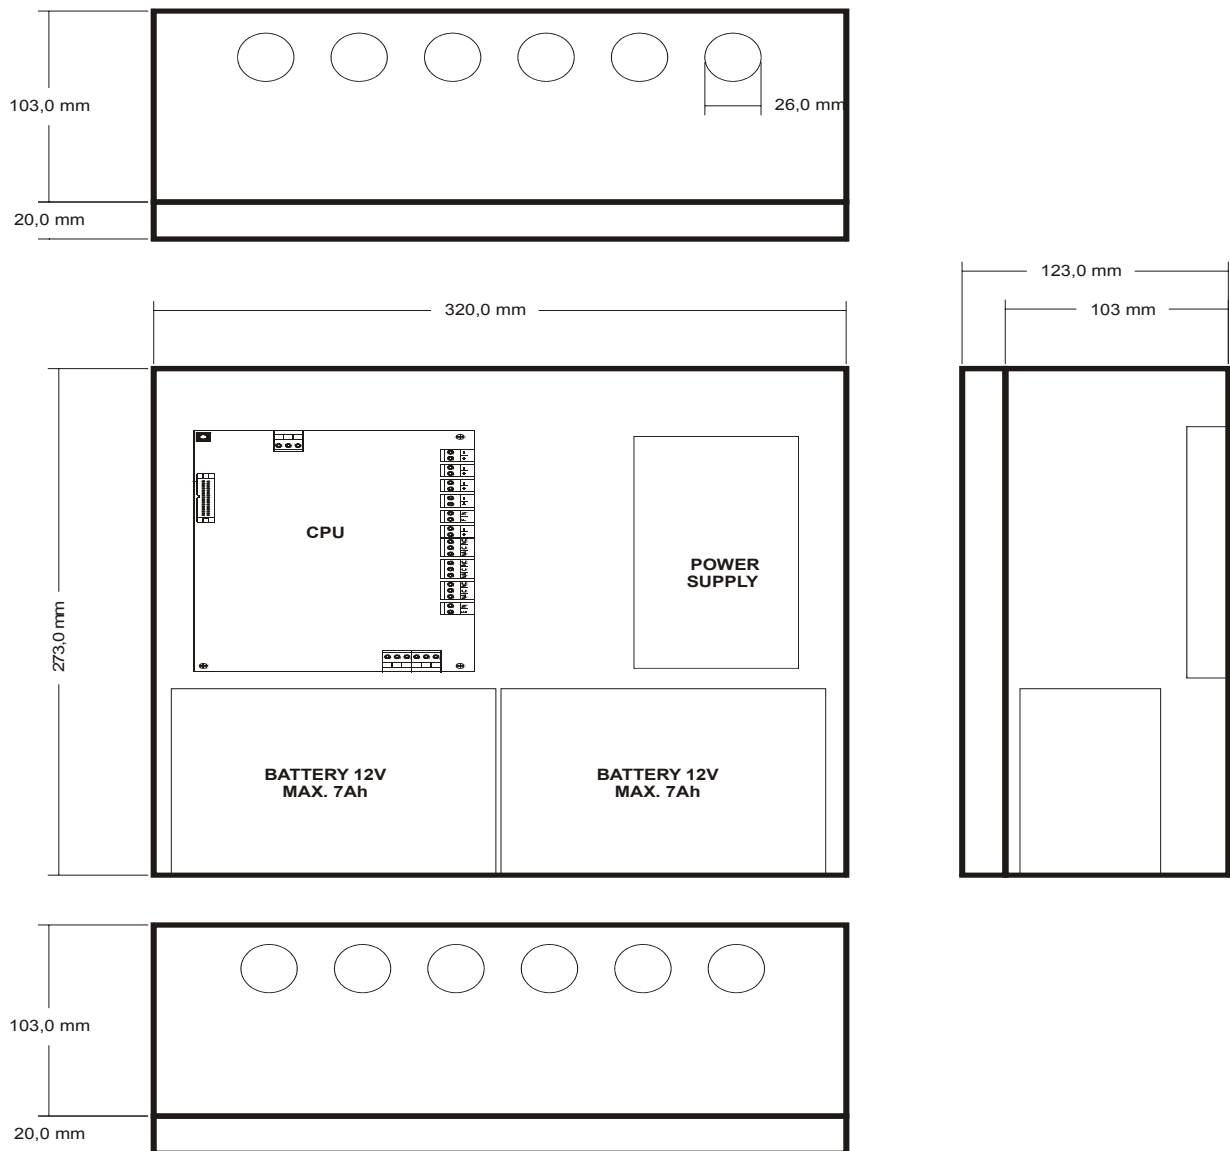 103,0 mm
26,0 mm
20,0 mm
123,0 mm
320,0 mm
103 mm
CPU
POWER
SUPPLY
273,0 mm
BATTERY 12V
MAX. 7Ah
BATTERY 12V
MAX. 7Ah
103,0 mm
20,0 mm